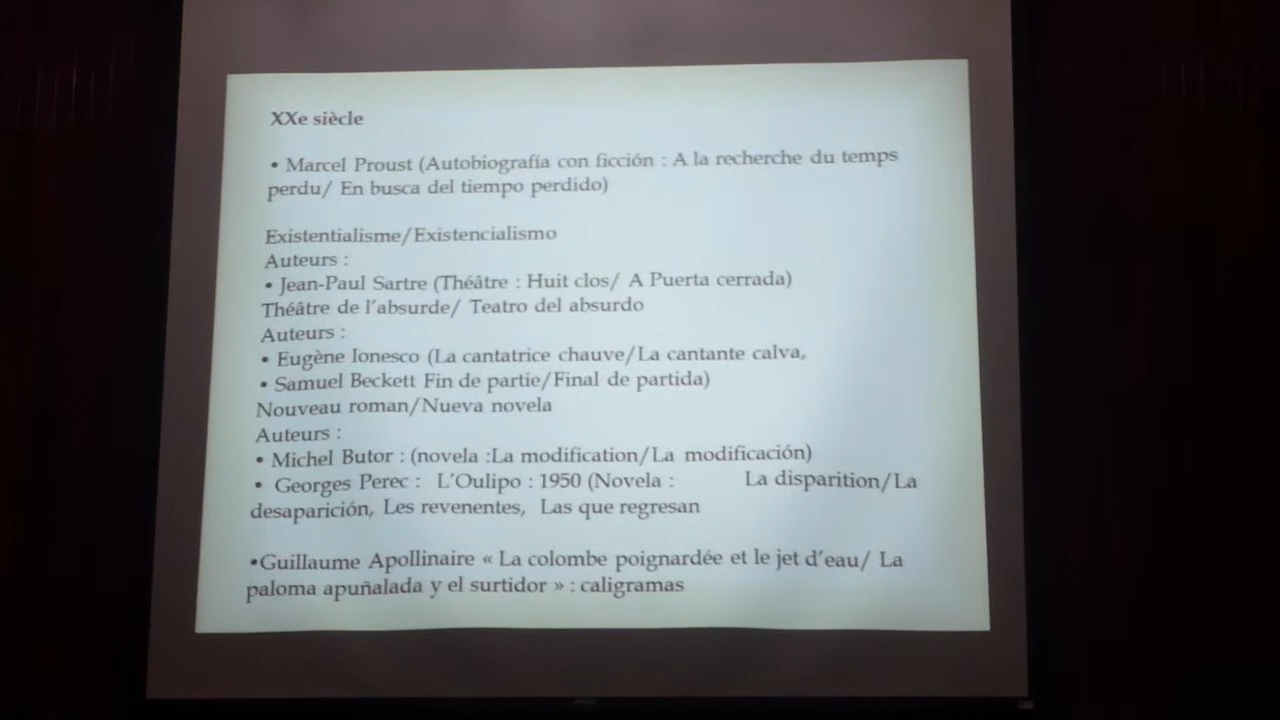 XXe siècle
• Marcel Proust (Autobiografía con ficción : A la recherche du temps
perdu/ En busca del tiempo perdido)
Existentialisme/Existencialismo
Auteurs :
• Jean-Paul Sartre (Théâtre : Huit clos/ A Puerta cerrada)
Théâtre de l'absurde/ Teatro del absurdo
Auteurs :
• Eugène Ionesco (La cantatrice chauve/La cantante calva,
• Samuel Beckett Fin de partie/Final de partida)
Nouveau roman/Nueva novela
Auteurs :
• Michel Butor : (novela :La modification/La modificación)
• Georges Perec : L'Oulipo : 1950 (Novela : La disparition/La
desaparición, Les revenentes, Las que regresan
•Guillaume Apollinaire « La colombe poignardée et le jet d'eau/ La
paloma apuñalada y el surtidor » : caligramas